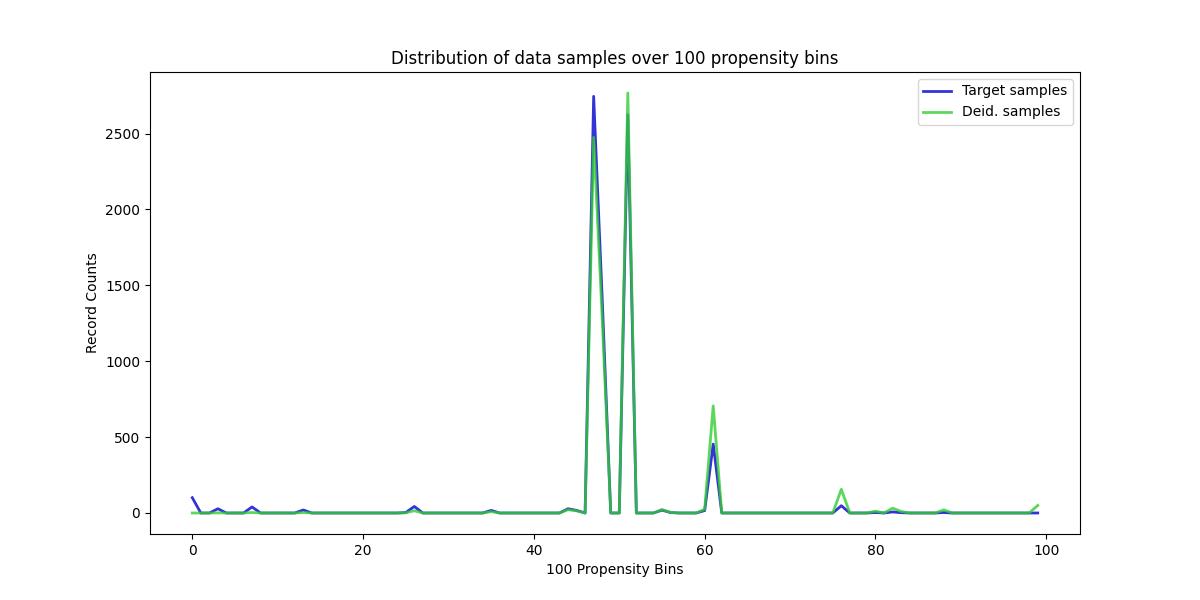 Distribution of data samples over 100 propensity bins
Target samples
Deid. samples
Record Counts
2500
2000
1500
1000
500
0
0 20 40 60 80 100
100 Propensity Bins